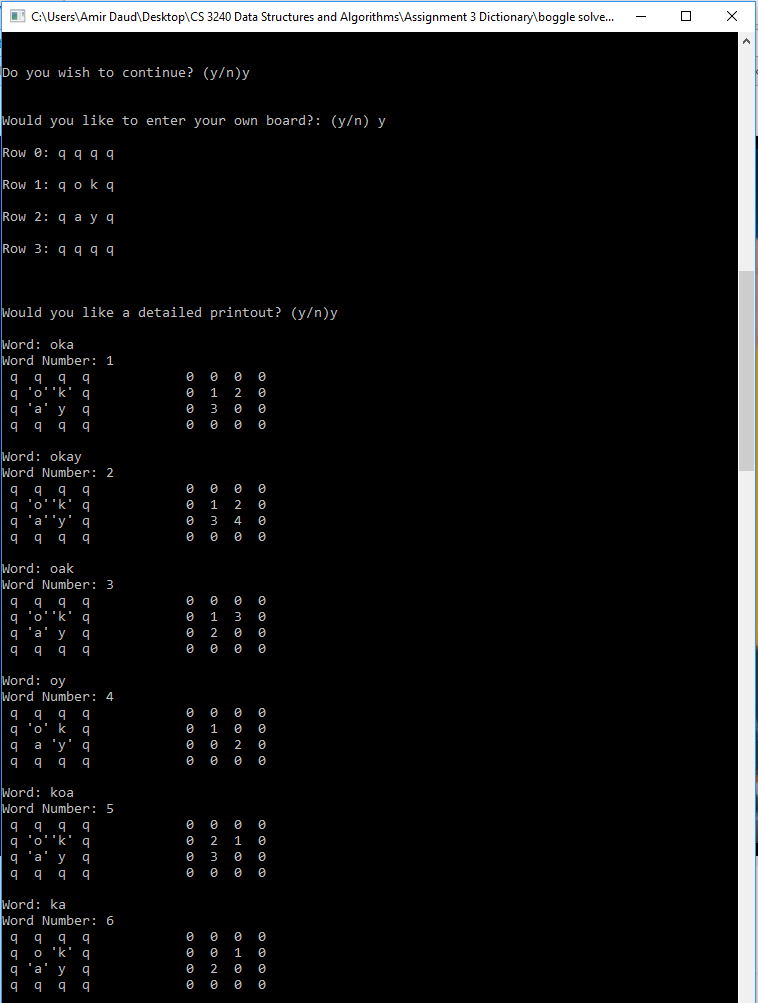 C:\Users\Amir Daud\Desktop\CS 3240 Data Structures and Algorithms\Assignment 3 Dictionary\boggle solve...
Do you wish to continue? (y/n)y
Would you like to enter your own board?: (y/n) y
Row 0: q q q q
Row 1: q o k q
Row 2: q a y q
Row 3: q q q q
Would you like a detailed printout? (y/n)y
Word: oka
Word Number: 1
 q  q  q  q            0  0  0  0
 q 'o''k' q            0  1  2  0
 q 'a' y  q            0  3  0  0
 q  q  q  q            0  0  0  0
Word: okay
Word Number: 2
 q  q  q  q            0  0  0  0
 q 'o''k' q            0  1  2  0
 q 'a''y' q            0  3  4  0
 q  q  q  q            0  0  0  0
Word: oak
Word Number: 3
 q  q  q  q            0  0  0  0
 q 'o''k' q            0  1  3  0
 q 'a' y  q            0  2  0  0
 q  q  q  q            0  0  0  0
Word: oy
Word Number: 4
 q  q  q  q            0  0  0  0
 q 'o' k  q            0  1  0  0
 q  a 'y' q            0  0  2  0
 q  q  q  q            0  0  0  0
Word: koa
Word Number: 5
 q  q  q  q            0  0  0  0
 q 'o''k' q            0  2  1  0
 q 'a' y  q            0  3  0  0
 q  q  q  q            0  0  0  0
Word: ka
Word Number: 6
 q  q  q  q            0  0  0  0
 q  o 'k' q            0  0  1  0
 q 'a' y  q            0  2  0  0
 q  q  q  q            0  0  0  0